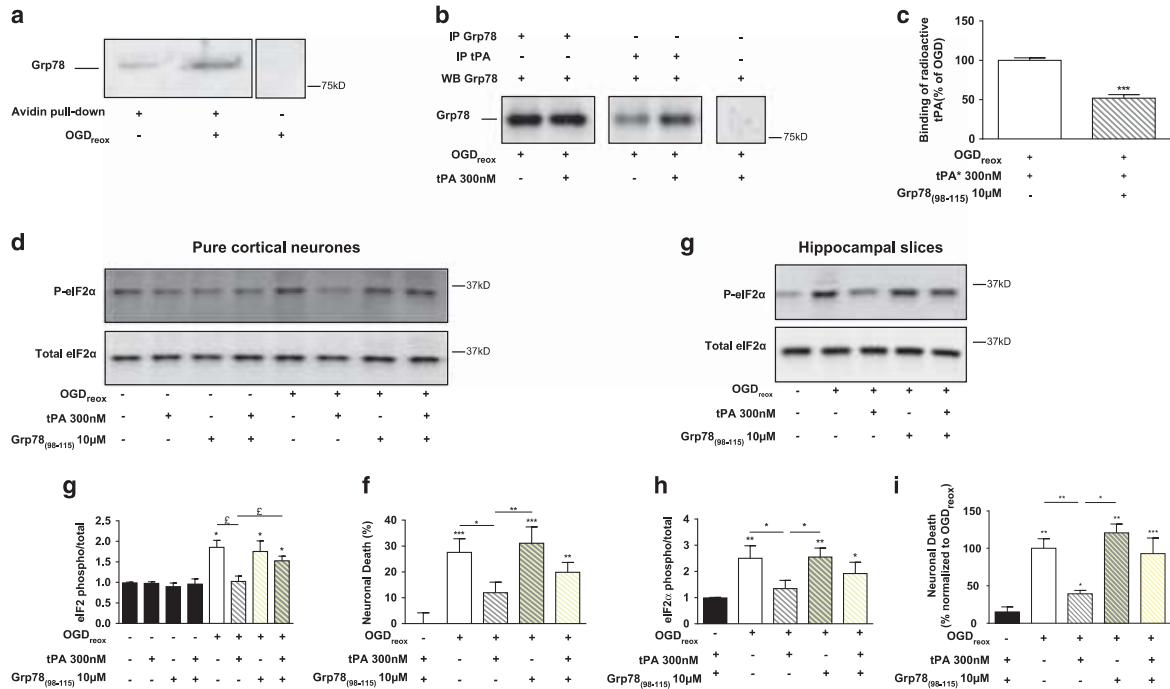 a
Grp78
75kD
Avidin pull-down + + -
OGDreox - + +
b
IP Grp78 + + - - -
IP tPA - - + + -
WB Grp78 + + + + +
Grp78
75kD
OGDreox + + + + +
tPA 300nM - + - + +
c
Binding of radioactive
tPA(% of OGD)
150
100
50
0
***
OGDreox + +
tPA* 300nM + +
Grp78(98-115) 10μM - +
d
Pure cortical neurones
P-eIF2α
37kD
Total eIF2α
37kD
OGDreox - - - - + + + +
tPA 300nM - + - + - + - +
Grp78(98-115) 10μM - - + + - - + +
g
Hippocampal slices
P-eIF2α
37kD
Total eIF2α
37kD
OGDreox - + + + +
tPA 300nM - - + - +
Grp78(98-115) 10μM - - - + +
g
eIF2 phospho/total
2.5
2.0
1.5
1.0
0.5
0.0
£
£
* * *
OGDreox - - - - + + + +
tPA 300nM - + - + - + - +
Grp78(98-115) 10μM - - + + - - + +
f
Neuronal Death (%)
50
40
30
20
10
0
* **
*** *** **
OGDreox - + + + +
tPA 300nM + - + - +
Grp78(98-115) 10μM + - - + +
h
eIF2α phospho/total
4
3
2
1
0
* *
** ** *
OGDreox - + + + +
tPA 300nM + - + - +
Grp78(98-115) 10μM + - - + +
i
Neuronal Death
(% normalized to OGDreox)
150
100
50
0
** *
** * ** ***
OGDreox - + + + +
tPA 300nM + - + - +
Grp78(98-115) 10μM + - - + +